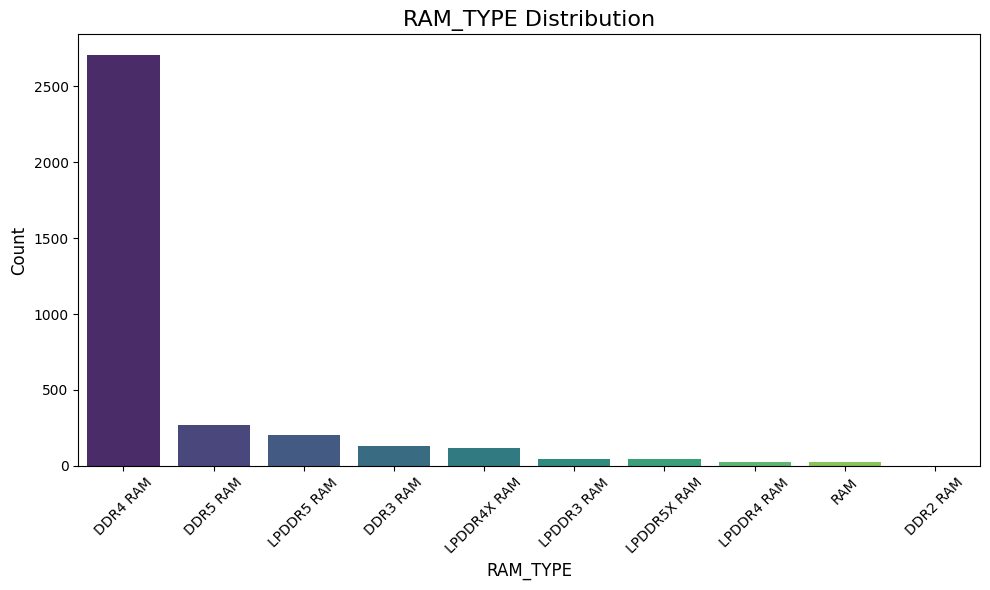 RAM_TYPE Distribution
Count
2500
2000
1500
1000
500
0
DDR4 RAM
DDR5 RAM
LPDDR5 RAM
DDR3 RAM
LPDDR4X RAM
LPDDR3 RAM
LPDDR5X RAM
LPDDR4 RAM
RAM
DDR2 RAM
RAM_TYPE